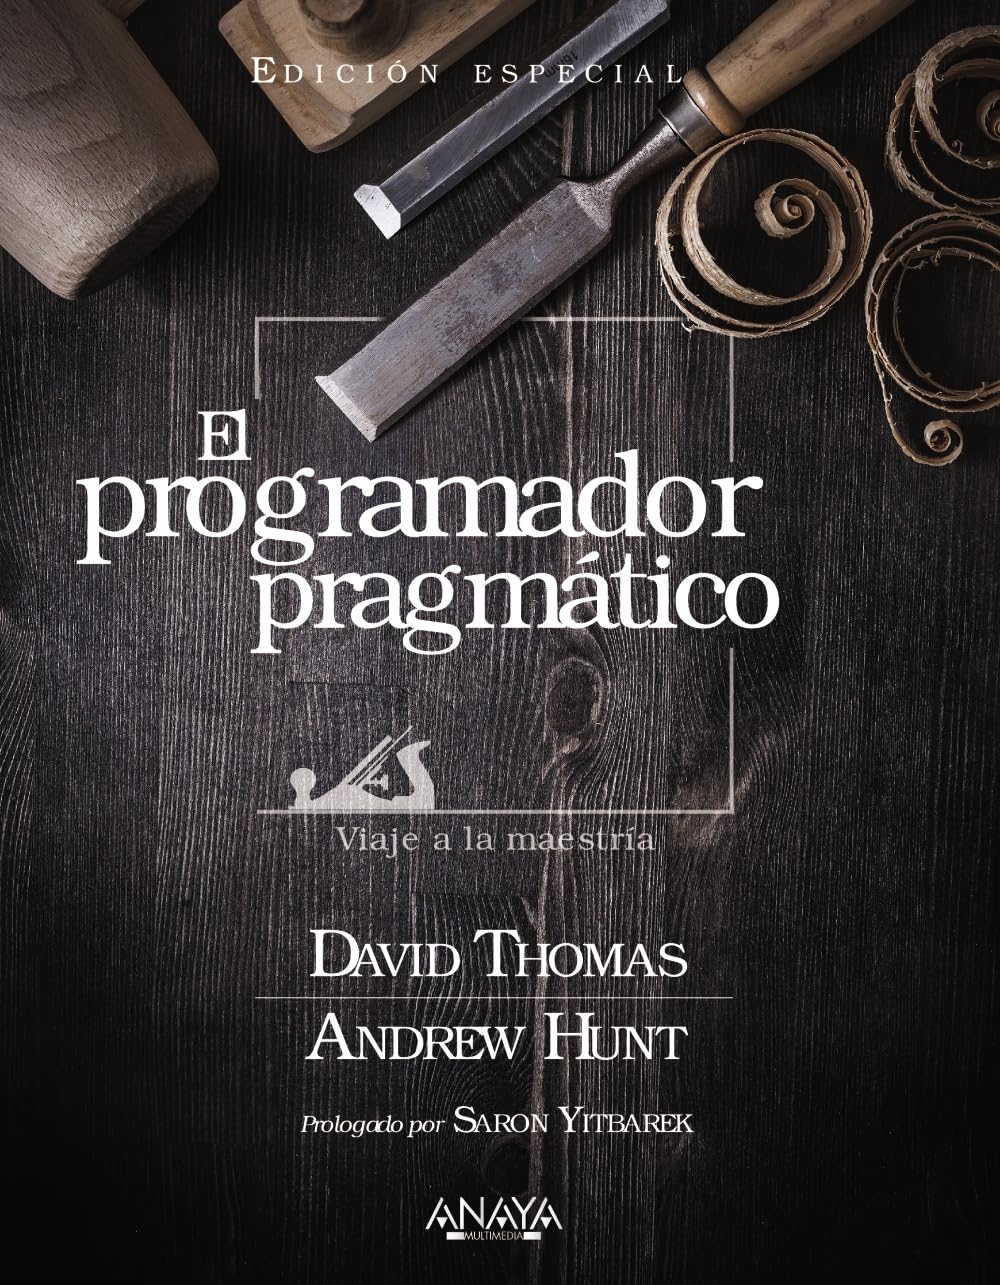 EDICIÓN ESPECIAL
El
programador
pragmático
Viaje a la maestría
DAVID THOMAS
ANDREW HUNT
Prologado por SARON YITBAREK
ANAYA
MULTIMEDIA